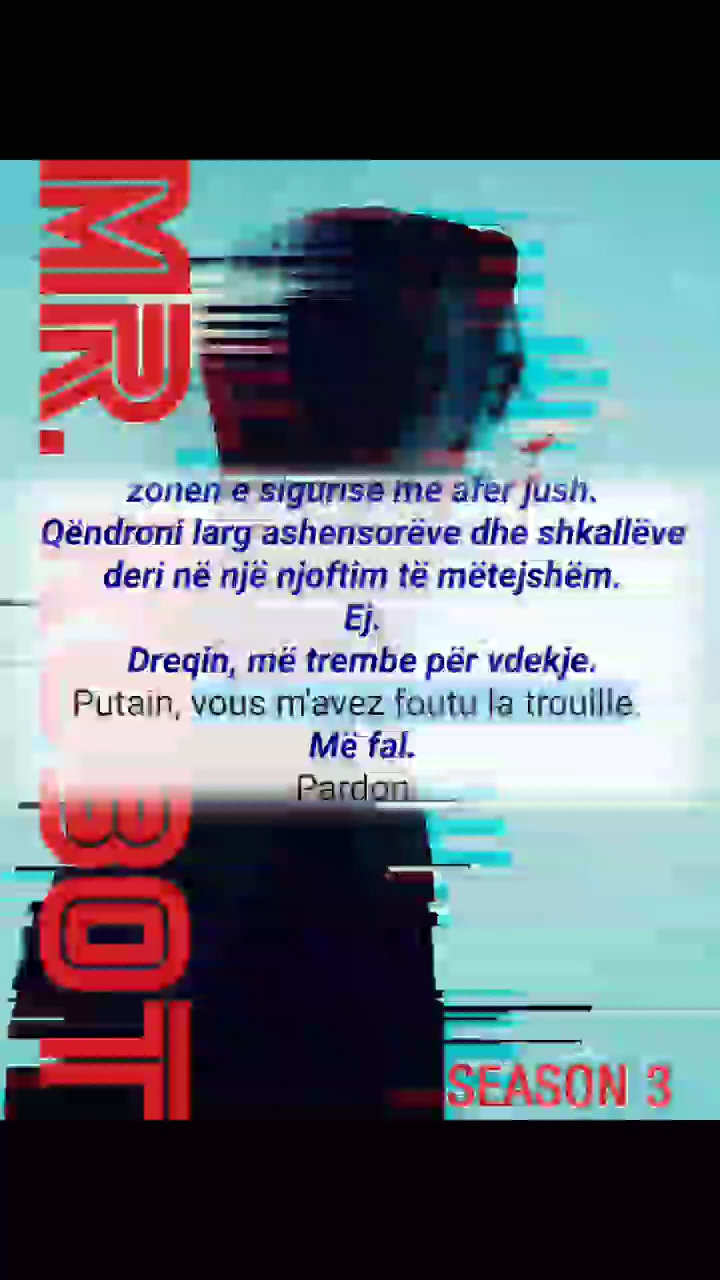 MR.
zonën e sigurisë më afër jush.
Qëndroni larg ashensorëve dhe shkallëve
deri në një njoftim të mëtejshëm.
Ej.
Dreqin, më trembe për vdekje.
Putain, vous m'avez foutu la trouille.
Më fal.
Pardon.
ROBOT
SEASON 3